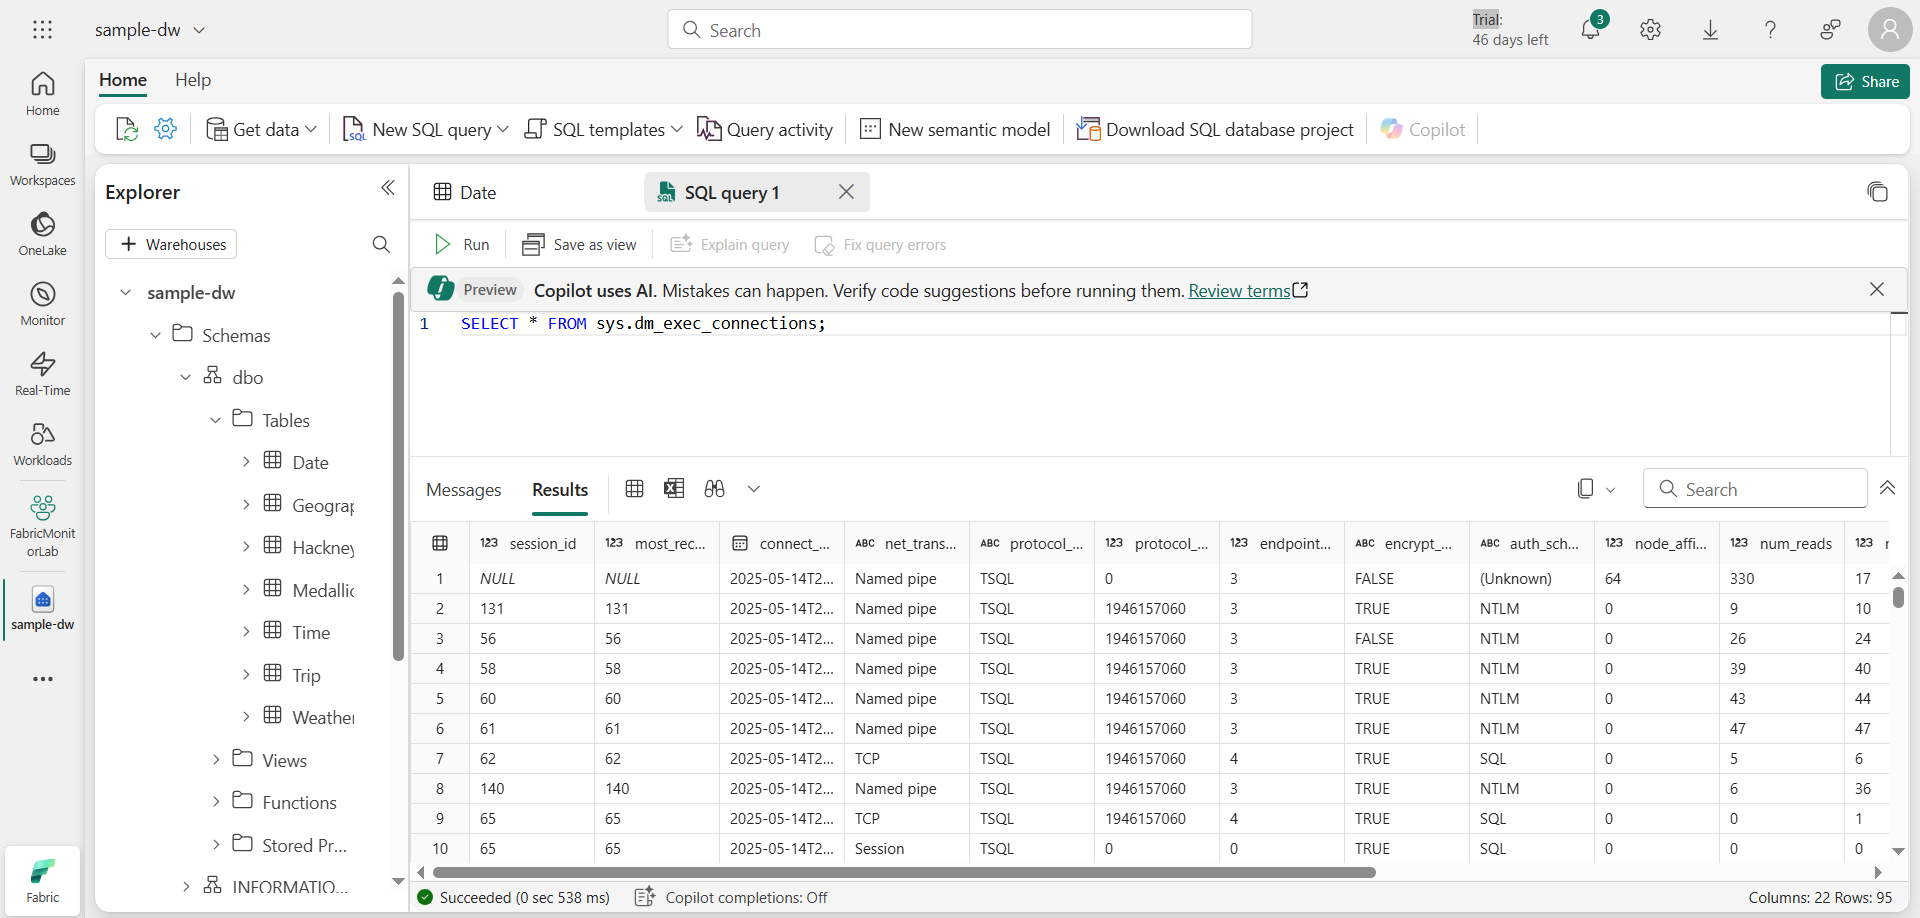 sample-dw
Search
Trial:
46 days left
3
Home
Workspaces
OneLake
Monitor
Real-Time
Workloads
FabricMonit
orLab
sample-dw
Fabric
Home Help
Share
Get data
SQL New SQL query
SQL templates
Query activity
New semantic model
Download SQL database project
Copilot
Explorer
Warehouses
sample-dw
Schemas
dbo
Tables
Date
Geograp
Hackney
Medallic
Time
Trip
Weather
Views
Functions
Stored Pr...
INFORMATIO...
Date
SQL SQL query 1
Run
Save as view
Explain query
Fix query errors
Preview Copilot uses AI. Mistakes can happen. Verify code suggestions before running them. Review terms
1 SELECT * FROM sys.dm_exec_connections;
Messages Results
Search
123 session_id 123 most_rec... connect_... ABC net_trans... ABC protocol_... 123 protocol_... 123 endpoint... ABC encrypt_... ABC auth_sch... 123 node_affi... 123 num_reads 123
1 NULL NULL 2025-05-14T2... Named pipe TSQL 0 3 FALSE (Unknown) 64 330 17
2 131 131 2025-05-14T2... Named pipe TSQL 1946157060 3 TRUE NTLM 0 9 10
3 56 56 2025-05-14T2... Named pipe TSQL 1946157060 3 FALSE NTLM 0 26 24
4 58 58 2025-05-14T2... Named pipe TSQL 1946157060 3 TRUE NTLM 0 39 40
5 60 60 2025-05-14T2... Named pipe TSQL 1946157060 3 TRUE NTLM 0 43 44
6 61 61 2025-05-14T2... Named pipe TSQL 1946157060 3 TRUE NTLM 0 47 47
7 62 62 2025-05-14T2... TCP TSQL 1946157060 4 TRUE SQL 0 5 6
8 140 140 2025-05-14T2... Named pipe TSQL 1946157060 3 TRUE NTLM 0 6 36
9 65 65 2025-05-14T2... TCP TSQL 1946157060 4 TRUE SQL 0 0 1
10 65 65 2025-05-14T2... Session TSQL 0 0 TRUE SQL 0 0 0
Succeeded (0 sec 538 ms)
Copilot completions: Off
Columns: 22 Rows: 95